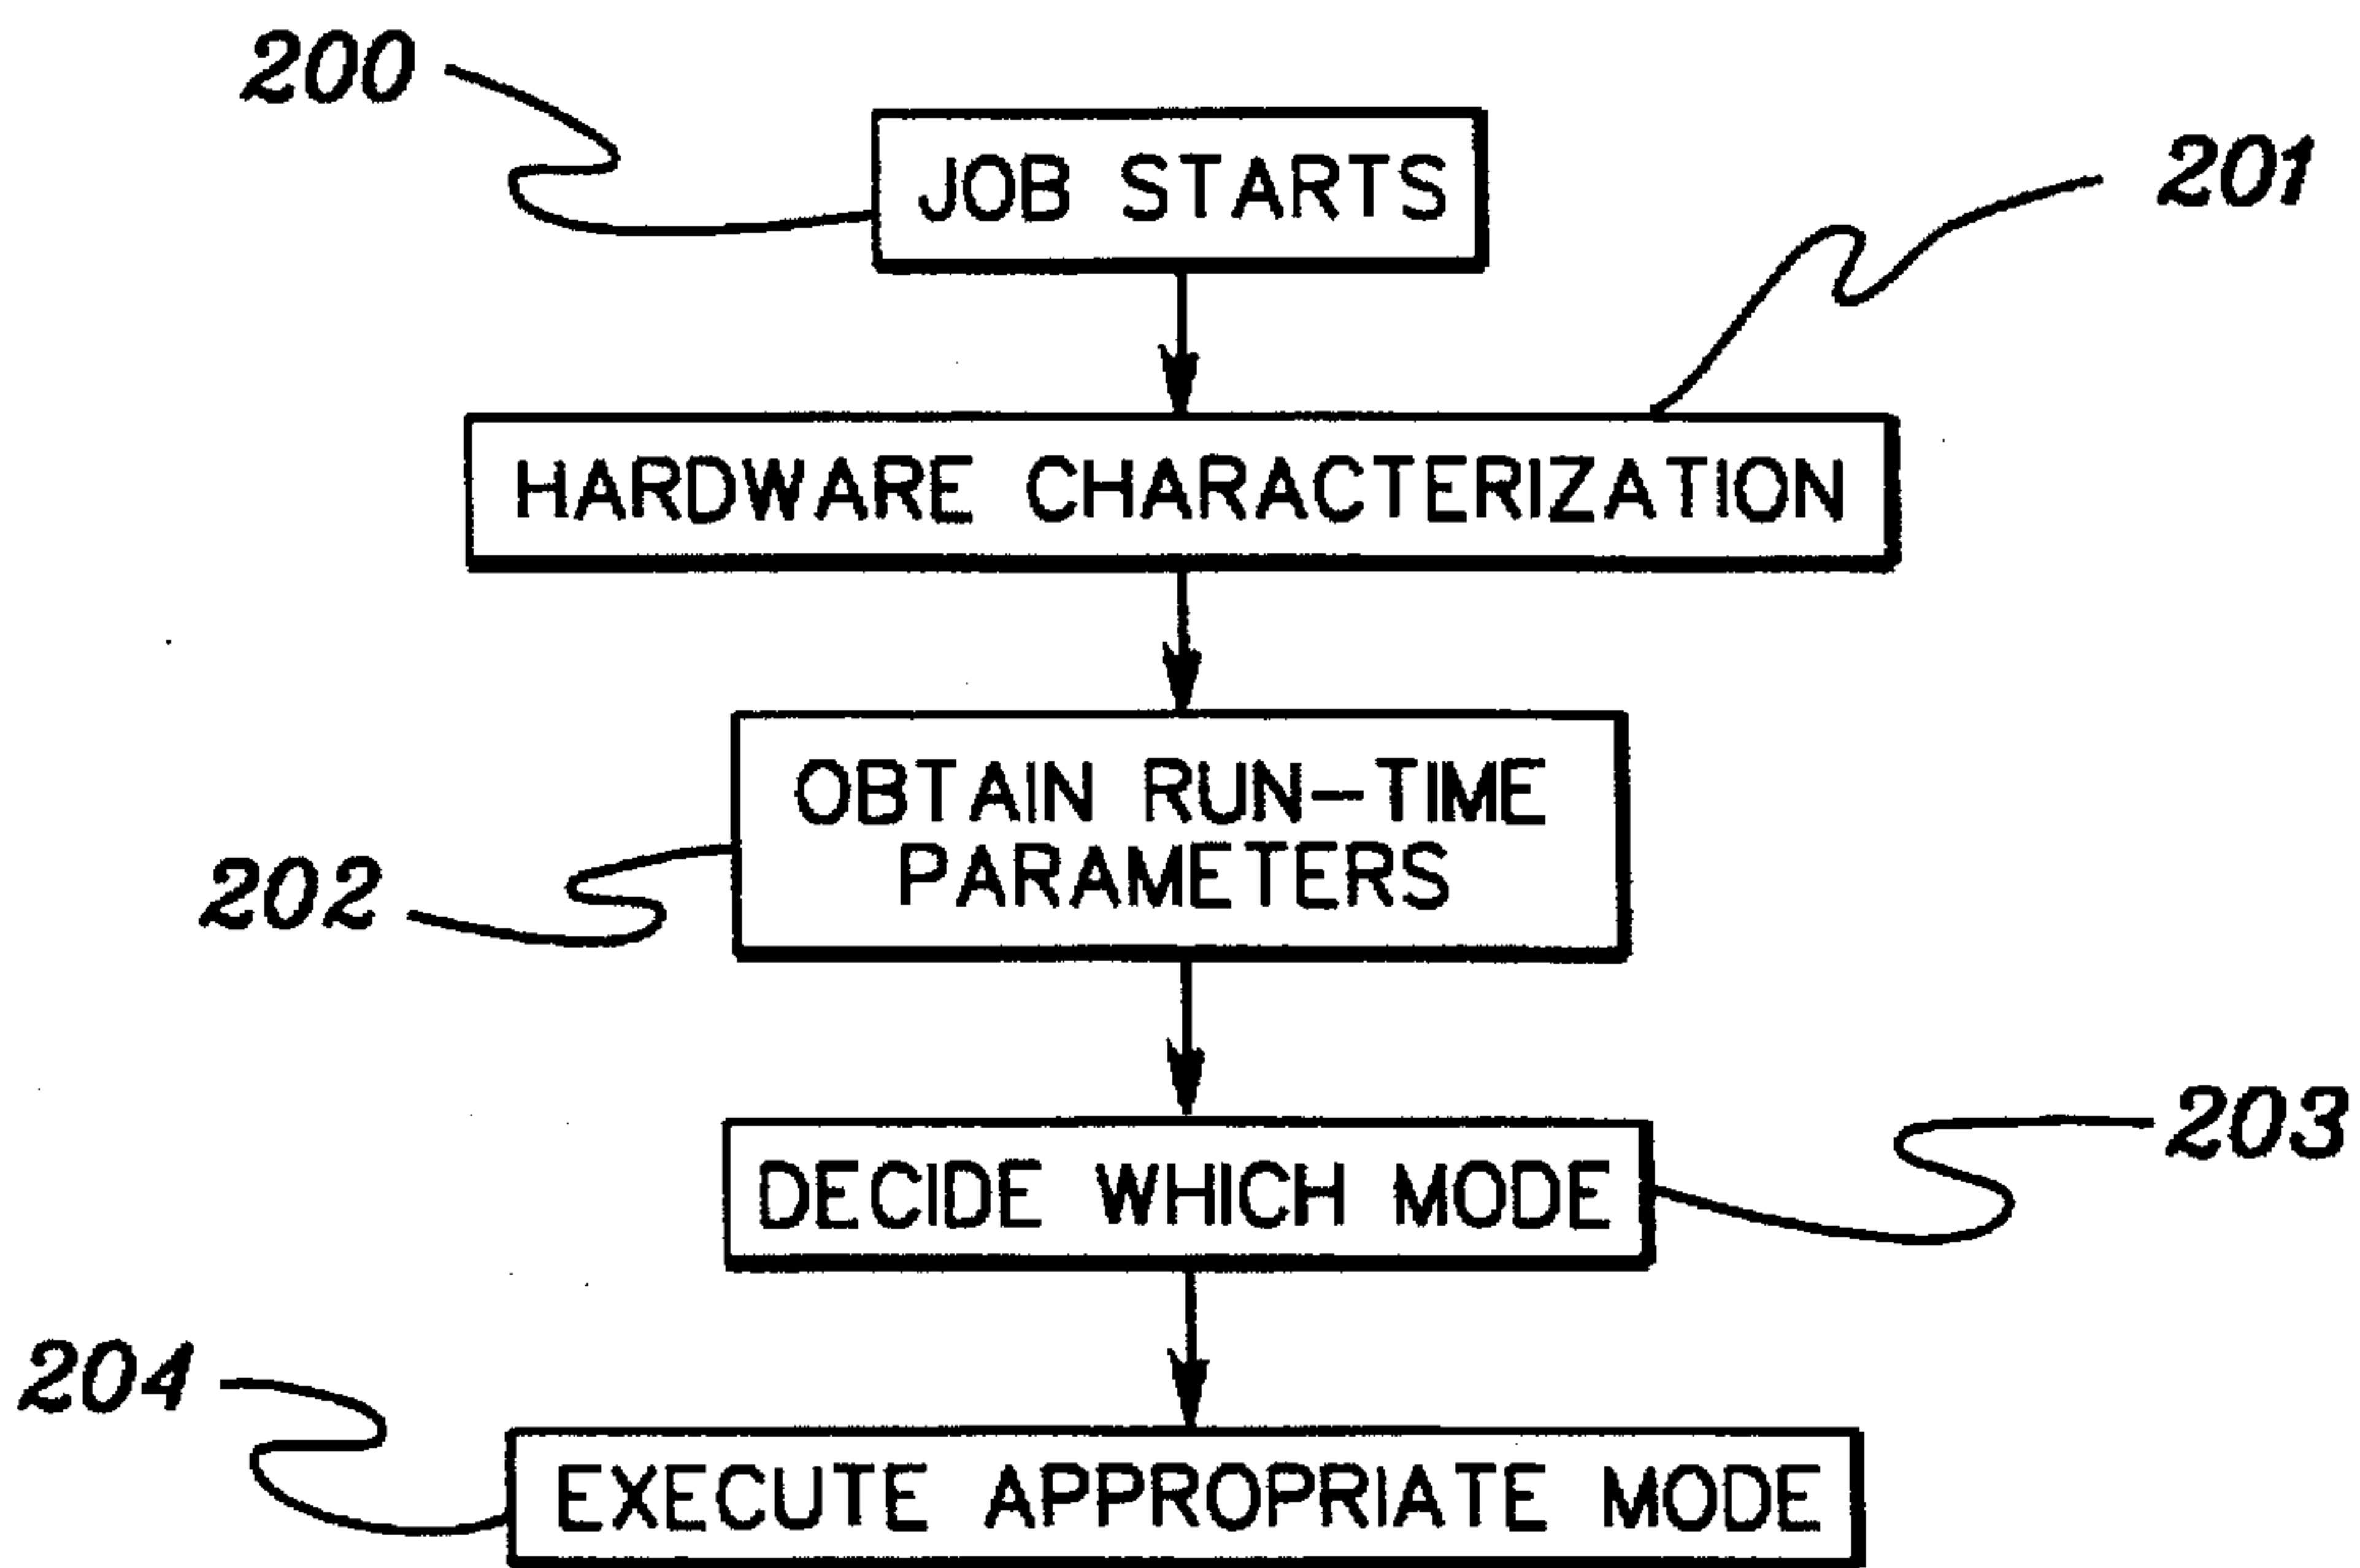 200
JOB STARTS
201
HARDWARE CHARACTERIZATION
OBTAIN RUN-TIME
PARAMETERS
202
DECIDE WHICH MODE
203
204
EXECUTE APPROPRIATE MODE